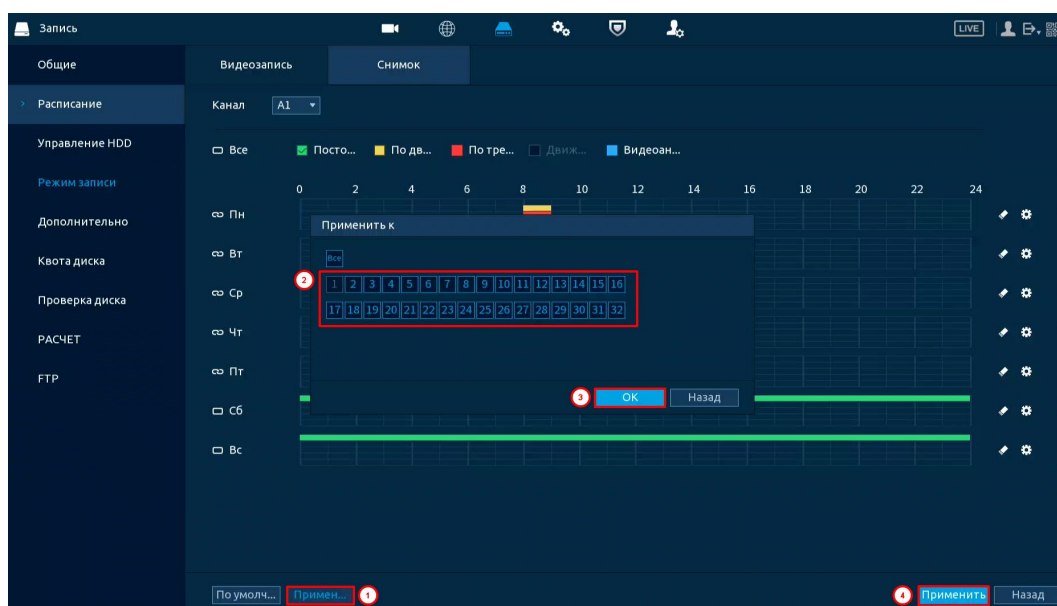 Запись LIVE
Общие
Расписание
Управление HDD
Режим записи
Дополнительно
Квота диска
Проверка диска
РАСЧЕТ
FTP
Видеозапись Снимок
Канал A1
Все Посто... По дв... По тре... Движ... Видеоан...
0 2 4 6 8 10 12 14 16 18 20 22 24
Пн
Вт
Ср
Чт
Пт
Сб
Вс
Применить к
Все
2
1 2 3 4 5 6 7 8 9 10 11 12 13 14 15 16
17 18 19 20 21 22 23 24 25 26 27 28 29 30 31 32
3 OK Назад
По умолч... Примен... 1 4 Применить Назад